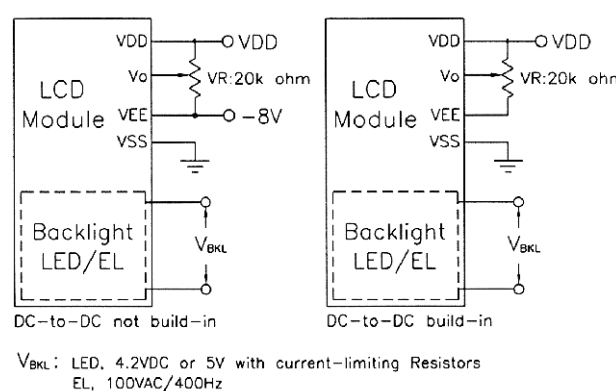 VDD VDD
Vo VR:20k ohm
LCD
Module
VEE -8V
VSS
Backlight
LED/EL
VBKL
DC-to-DC not build-in
VDD VDD
Vo VR:20k ohm
LCD
Module
VEE
VSS
Backlight
LED/EL
VBKL
DC-to-DC build-in
VBKL: LED, 4.2VDC or 5V with current-limiting Resistors
EL, 100VAC/400Hz